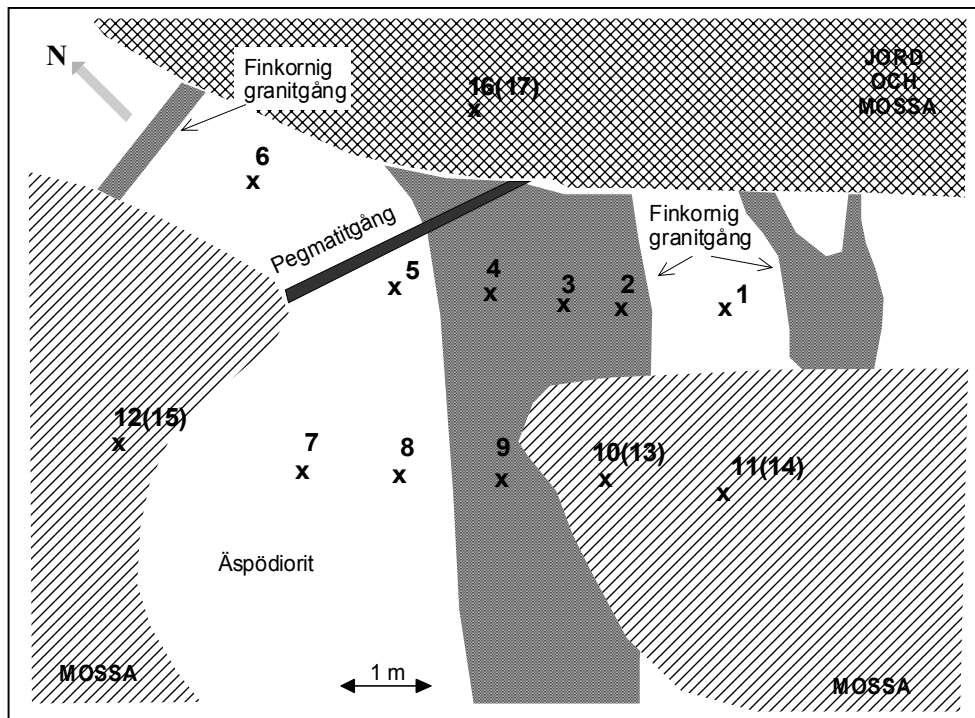 N
Finkornig
granitgång
16(17)
x
JORD
OCH
MOSSA
6
x
Pegmatitgång
Finkornig
granitgång
5
x
4
x
3
x
2
x
1
x
12(15)
x
7
x
8
x
9
x
10(13)
x
11(14)
x
Äspödiorit
MOSSA
1 m
MOSSA